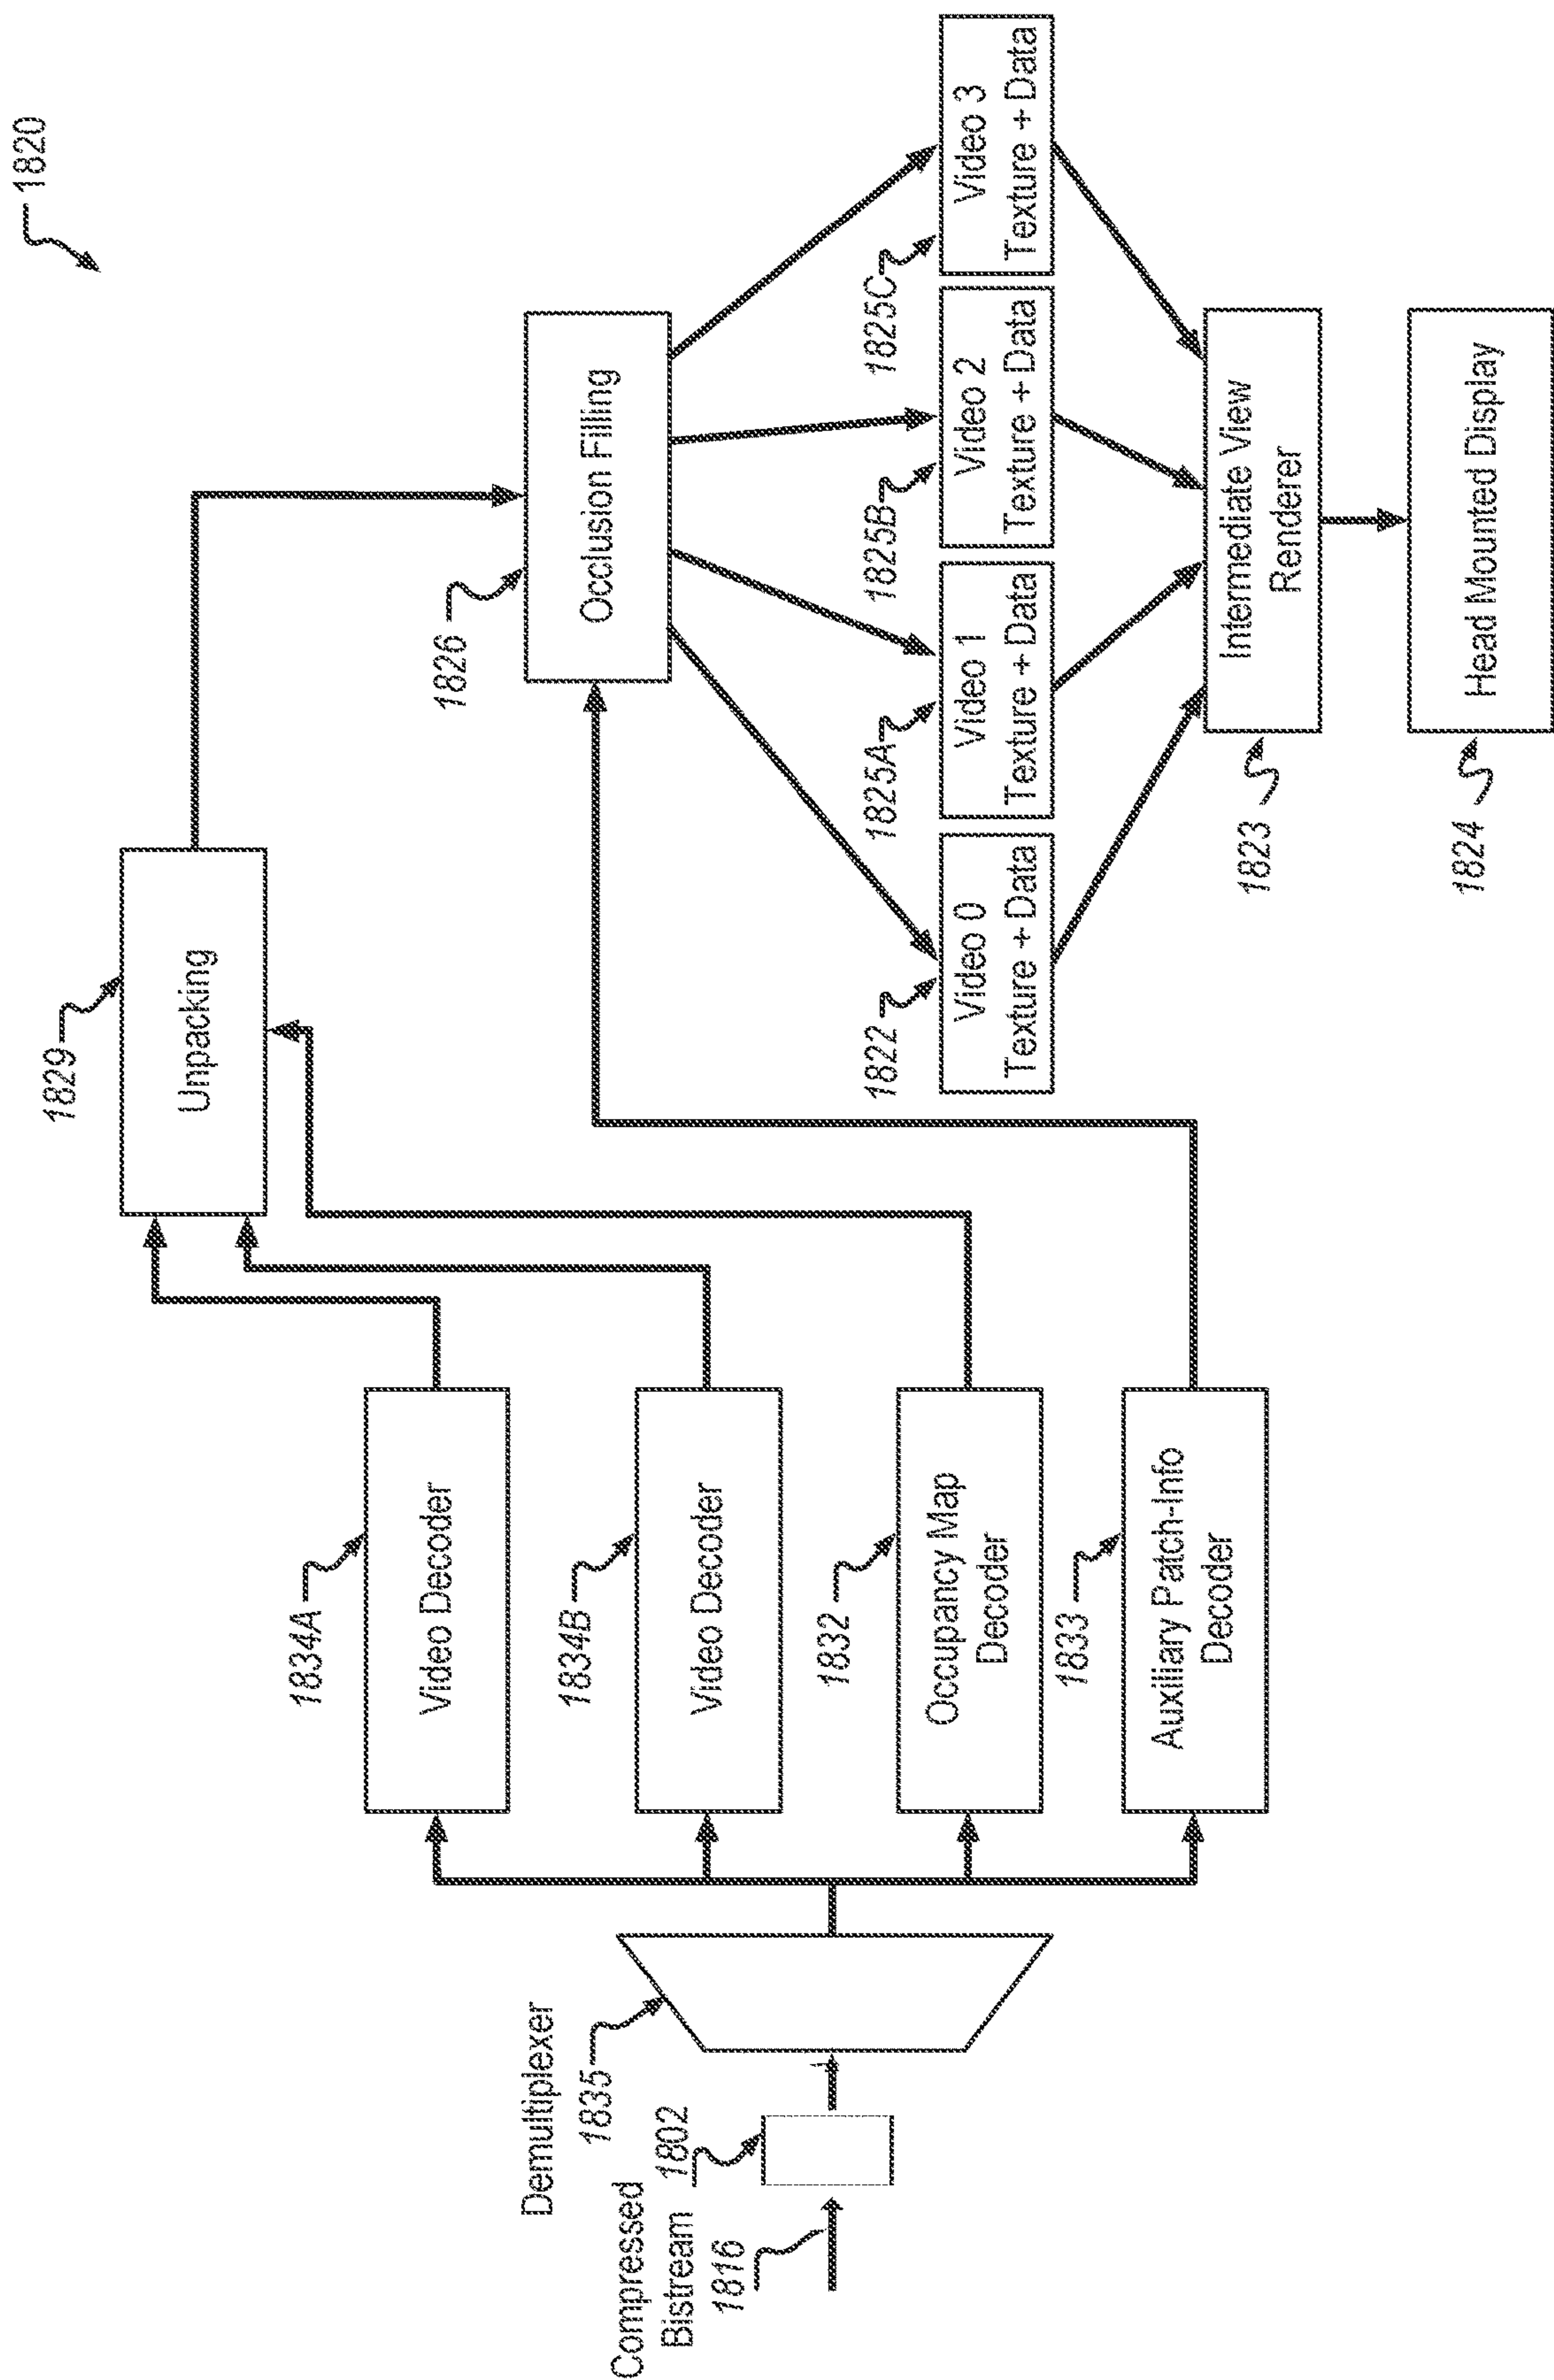 1820
1829
Unpacking
1826
Occlusion Filling
1834A
Video Decoder
1834B
Video Decoder
1832
Occupancy Map
Decoder
1833
Auxiliary Patch-Info
Decoder
Demultiplexer
1835
Compressed
Bistream
1802
1816
1822
Video 0
Texture + Data
1825A
Video 1
Texture + Data
1825B
Video 2
Texture + Data
1825C
Video 3
Texture + Data
1823
Intermediate View
Renderer
1824
Head Mounted Display